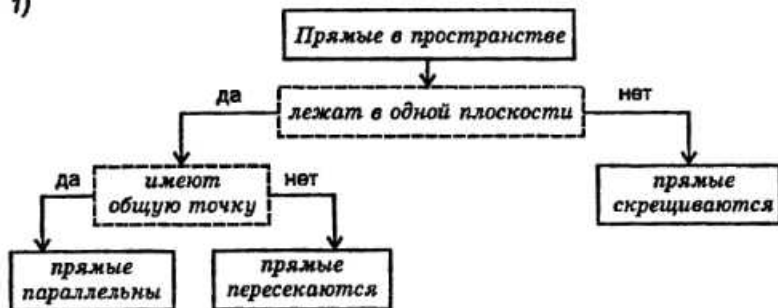 1)
Прямые в пространстве
да
лежат в одной плоскости
нет
да
имеют
общую точку
нет
прямые
скрещиваются
прямые
параллельны
прямые
пересекаются